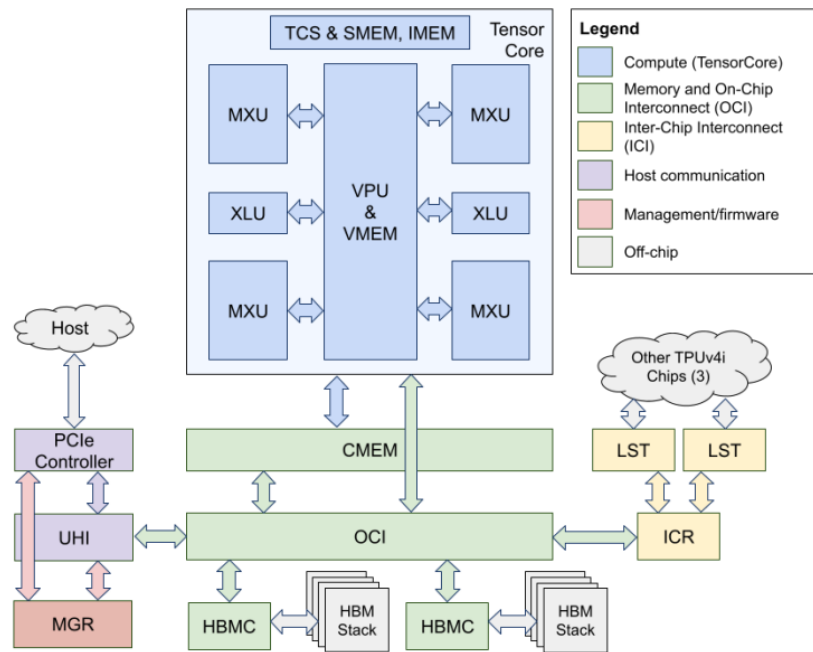 TCS & SMEM, IMEM
Tensor
Core
MXU
MXU
VPU
&
VMEM
XLU
XLU
MXU
MXU
Legend
Compute (TensorCore)
Memory and On-Chip
Interconnect (OCI)
Inter-Chip Interconnect
(ICI)
Host communication
Management/firmware
Off-chip
Host
Other TPUv4i
Chips (3)
PCIe
Controller
CMEM
LST
LST
UHI
OCI
ICR
MGR
HBMC
HBM
Stack
HBMC
HBM
Stack